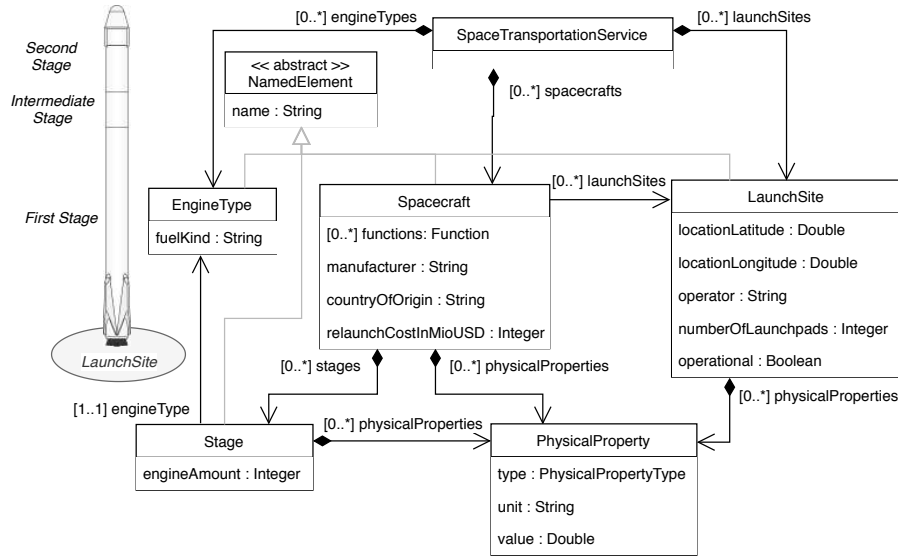 [0..*] engineTypes
SpaceTransportationService
[0..*] launchSites
Second
Stage
Intermediate
Stage
First Stage
LaunchSite
<< abstract >>
NamedElement
name : String
[0..*] spacecrafts
[0..*] launchSites
EngineType
fuelKind : String
Spacecraft
[0..*] functions: Function
manufacturer : String
countryOfOrigin : String
relaunchCostInMioUSD : Integer
LaunchSite
locationLatitude : Double
locationLongitude : Double
operator : String
numberOfLaunchpads : Integer
operational : Boolean
[0..*] stages
[0..*] physicalProperties
[0..*] physicalProperties
[1..1] engineType
Stage
engineAmount : Integer
[0..*] physicalProperties
PhysicalProperty
type : PhysicalPropertyType
unit : String
value : Double